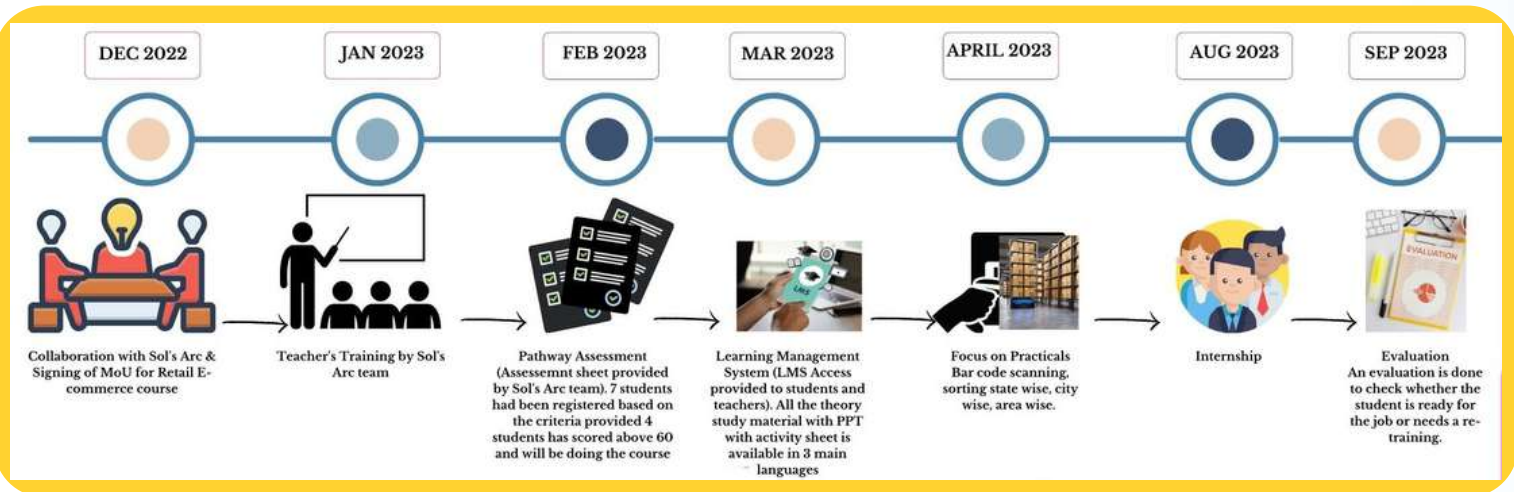 DEC 2022
JAN 2023
FEB 2023
MAR 2023
APRIL 2023
AUG 2023
SEP 2023
LMS
EVALUATION
Collaboration with Sol's Arc &
Signing of MoU for Retail E-
commerce course
Teacher's Training by Sol's
Arc team
Pathway Assessment
(Assessemnt sheet provided
by Sol's Arc team). 7 students
had been registered based on
the criteria provided 4
students has scored above 60
and will be doing the course
Learning Management
System (LMS Access
provided to students and
teachers). All the theory
study material with PPT
with activity sheet is
available in 3 main
languages
Focus on Practicals
Bar code scanning,
sorting state wise, city
wise, area wise.
Internship
Evaluation
An evaluation is done
to check whether the
student is ready for
the job or needs a re-
training.